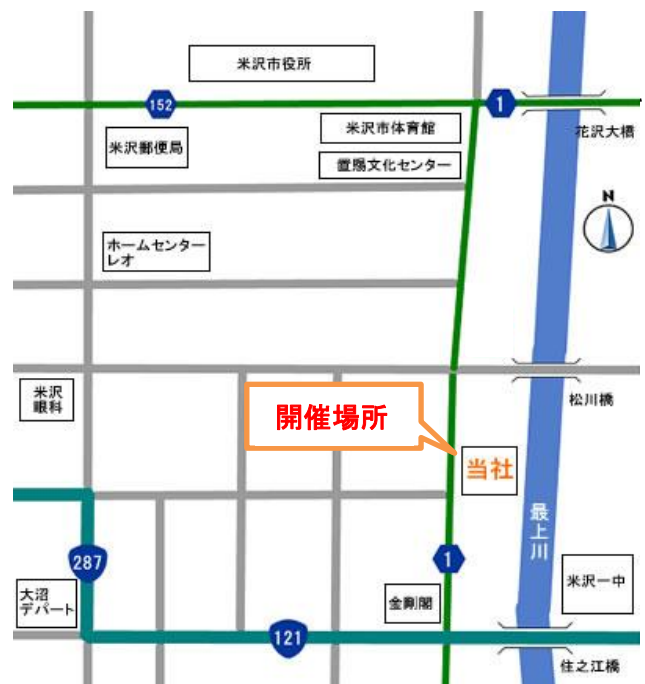 米沢市役所
152
1
米沢郵便局
米沢市体育館
花沢大橋
置賜文化センター
N
ホームセンター
レオ
米沢
眼科
開催場所
松川橋
当社
最上川
287
1
米沢一中
大沼
デパート
金剛閣
121
住之江橋